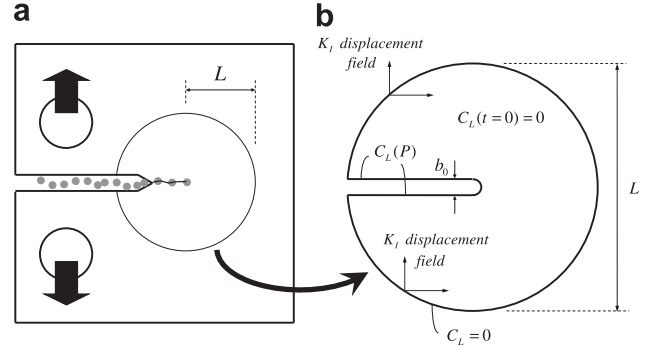 a
L
b
K_I displacement
field
C_L(t = 0) = 0
C_L(P)
b_0
L
K_I displacement
field
C_L = 0